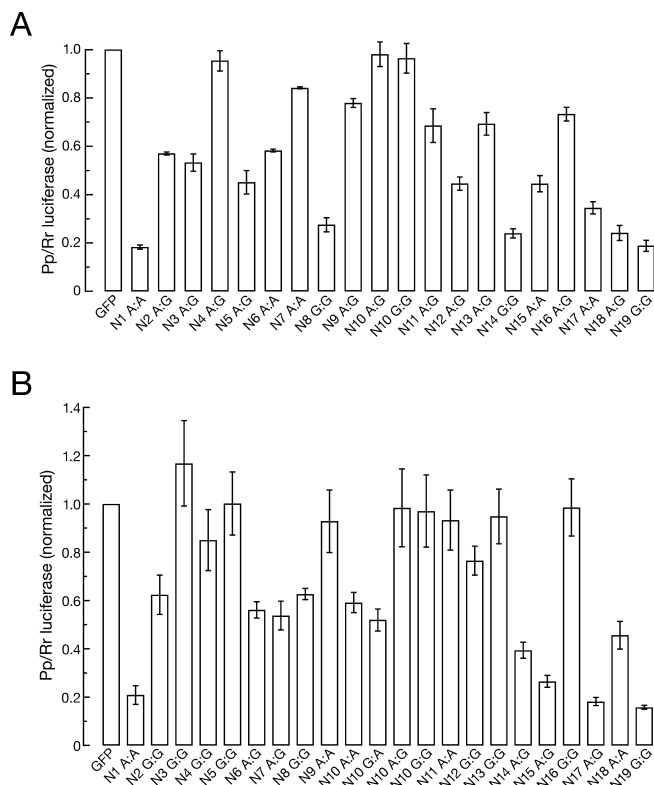 A
Pp/Rr luciferase (normalized)
1.0
0.8
0.6
0.4
0.2
0
GFP
N1 A:A
N2 A:G
N3 A:G
N4 A:G
N5 A:G
N6 A:A
N7 A:A
N8 G:G
N9 A:G
N10 A:G
N10 G:G
N11 A:G
N12 A:G
N13 A:G
N14 G:G
N15 A:A
N16 A:G
N17 A:A
N18 A:G
N19 G:G
B
Pp/Rr luciferase (normalized)
1.4
1.2
1.0
0.8
0.6
0.4
0.2
0
GFP
N1 A:A
N2 G:G
N3 G:G
N4 G:G
N5 G:G
N6 A:G
N7 A:G
N8 G:G
N9 A:A
N10 A:A
N10 G:A
N10 A:G
N10 G:G
N11 A:A
N12 G:G
N13 G:G
N14 A:G
N15 A:G
N16 G:G
N17 A:G
N18 A:A
N19 G:G